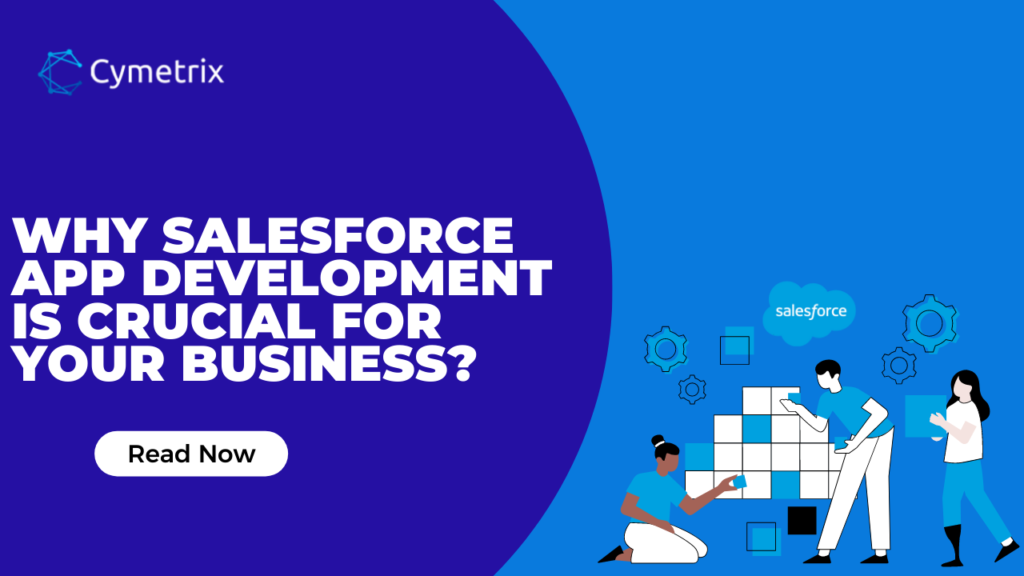 Cymetrix
WHY SALESFORCE
APP DEVELOPMENT
IS CRUCIAL FOR
YOUR BUSINESS?
Read Now
salesforce